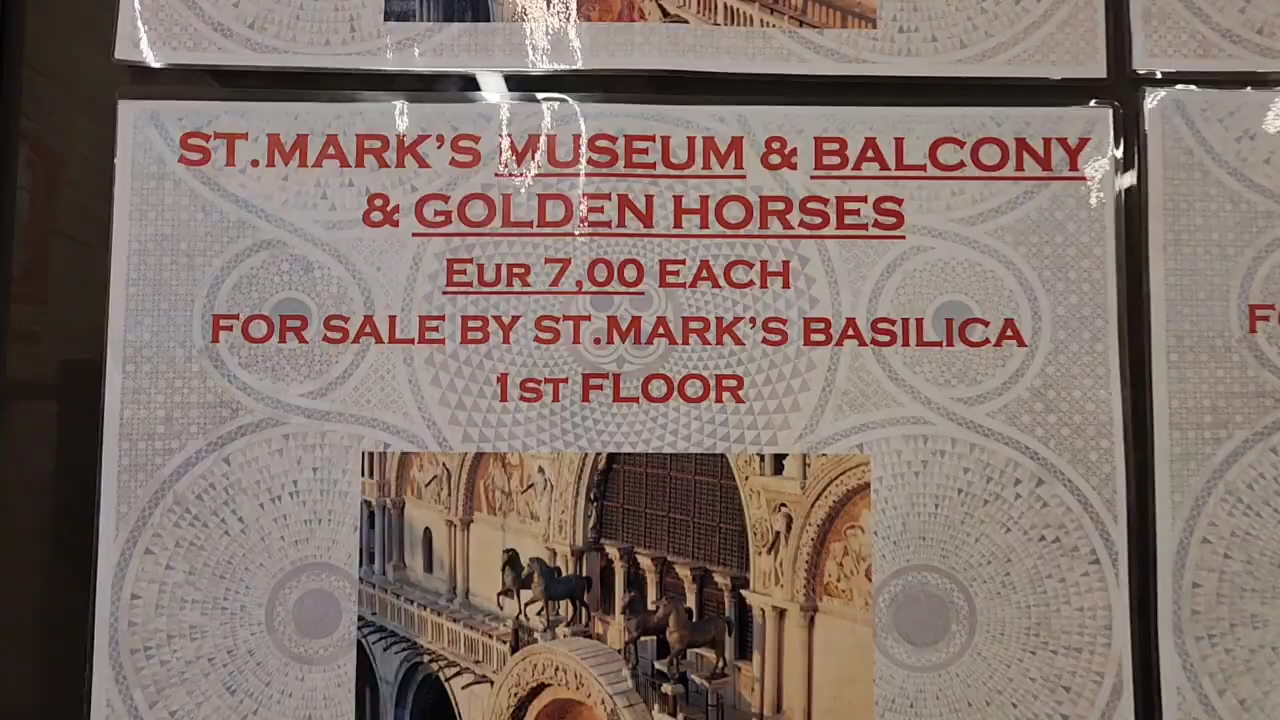 ST.MARK'S MUSEUM & BALCONY
& GOLDEN HORSES
EUR 7,00 EACH
FOR SALE BY ST.MARK'S BASILICA
1ST FLOOR